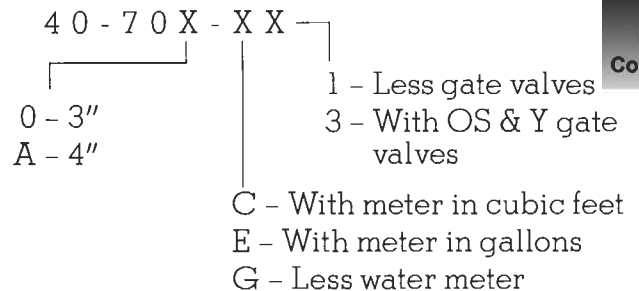 40-70X-XX
Co
1 – Less gate valves
0 – 3″
3 – With OS & Y gate
A – 4″
valves
C – With meter in cubic feet
E – With meter in gallons
G – Less water meter